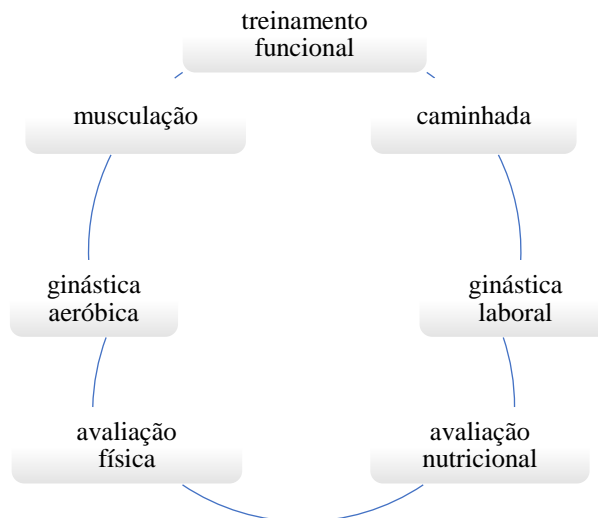 treinamento
funcional
musculação
caminhada
ginástica
aeróbica
ginástica
laboral
avaliação
física
avaliação
nutricional